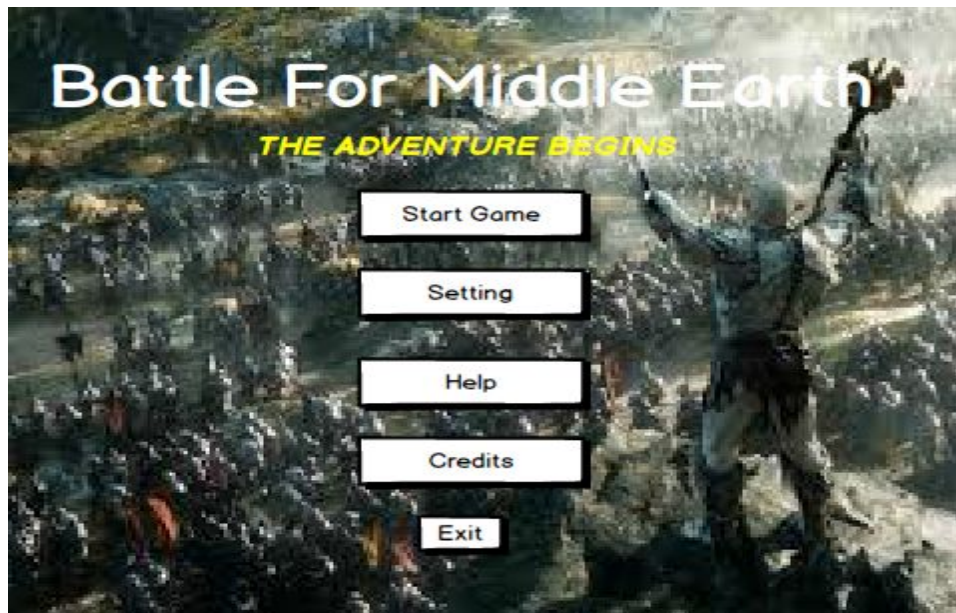 Battle For Middle Earth
THE ADVENTURE BEGINS
Start Game
Setting
Help
Credits
Exit